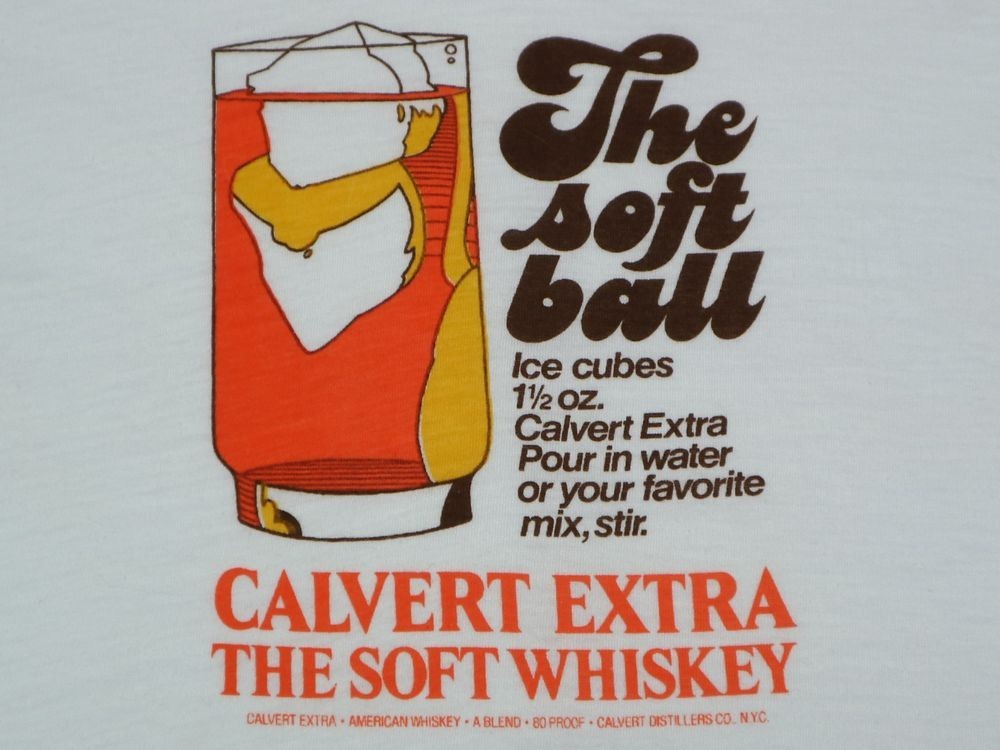 The
soft
ball
Ice cubes
1½ oz.
Calvert Extra
Pour in water
or your favorite
mix, stir.
CALVERT EXTRA
THE SOFT WHISKEY
CALVERT EXTRA • AMERICAN WHISKEY • A BLEND • 80 PROOF • CALVERT DISTILLERS CO., N.Y.C.